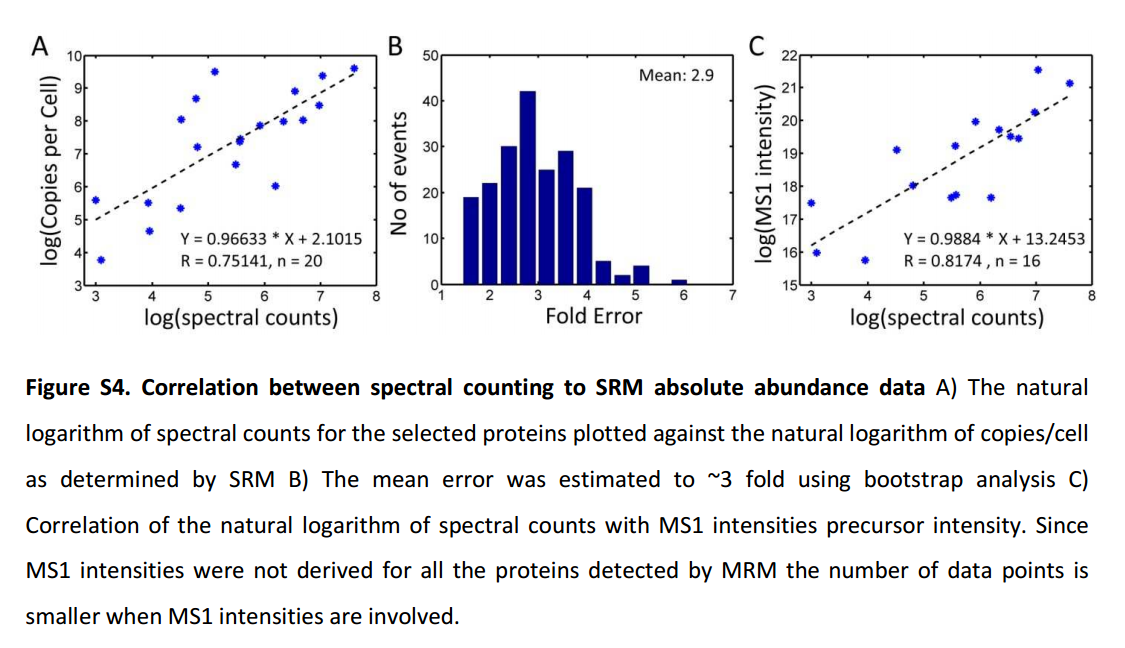 A
10
9
8
7
6
5
4
3
3 4 5 6 7 8
log(Copies per Cell)
log(spectral counts)
Y = 0.96633 * X + 2.1015
R = 0.75141, n = 20
B
50
40
30
20
10
0
1 2 3 4 5 6 7
No of events
Fold Error
Mean: 2.9
C
22
21
20
19
18
17
16
15
3 4 5 6 7 8
log(MS1 intensity)
log(spectral counts)
Y = 0.9884 * X + 13.2453
R = 0.8174 , n = 16
Figure S4. Correlation between spectral counting to SRM absolute abundance data A) The natural
logarithm of spectral counts for the selected proteins plotted against the natural logarithm of copies/cell
as determined by SRM B) The mean error was estimated to ~3 fold using bootstrap analysis C)
Correlation of the natural logarithm of spectral counts with MS1 intensities precursor intensity. Since
MS1 intensities were not derived for all the proteins detected by MRM the number of data points is
smaller when MS1 intensities are involved.